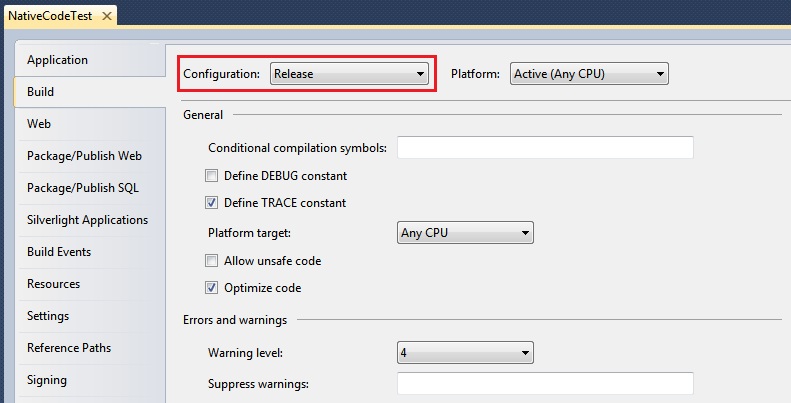 NativeCodeTest
Application
Build
Web
Package/Publish Web
Package/Publish SQL
Silverlight Applications
Build Events
Resources
Settings
Reference Paths
Signing
Configuration: Release Platform: Active (Any CPU)
General
Conditional compilation symbols:
Define DEBUG constant
Define TRACE constant
Platform target: Any CPU
Allow unsafe code
Optimize code
Errors and warnings
Warning level: 4
Suppress warnings: